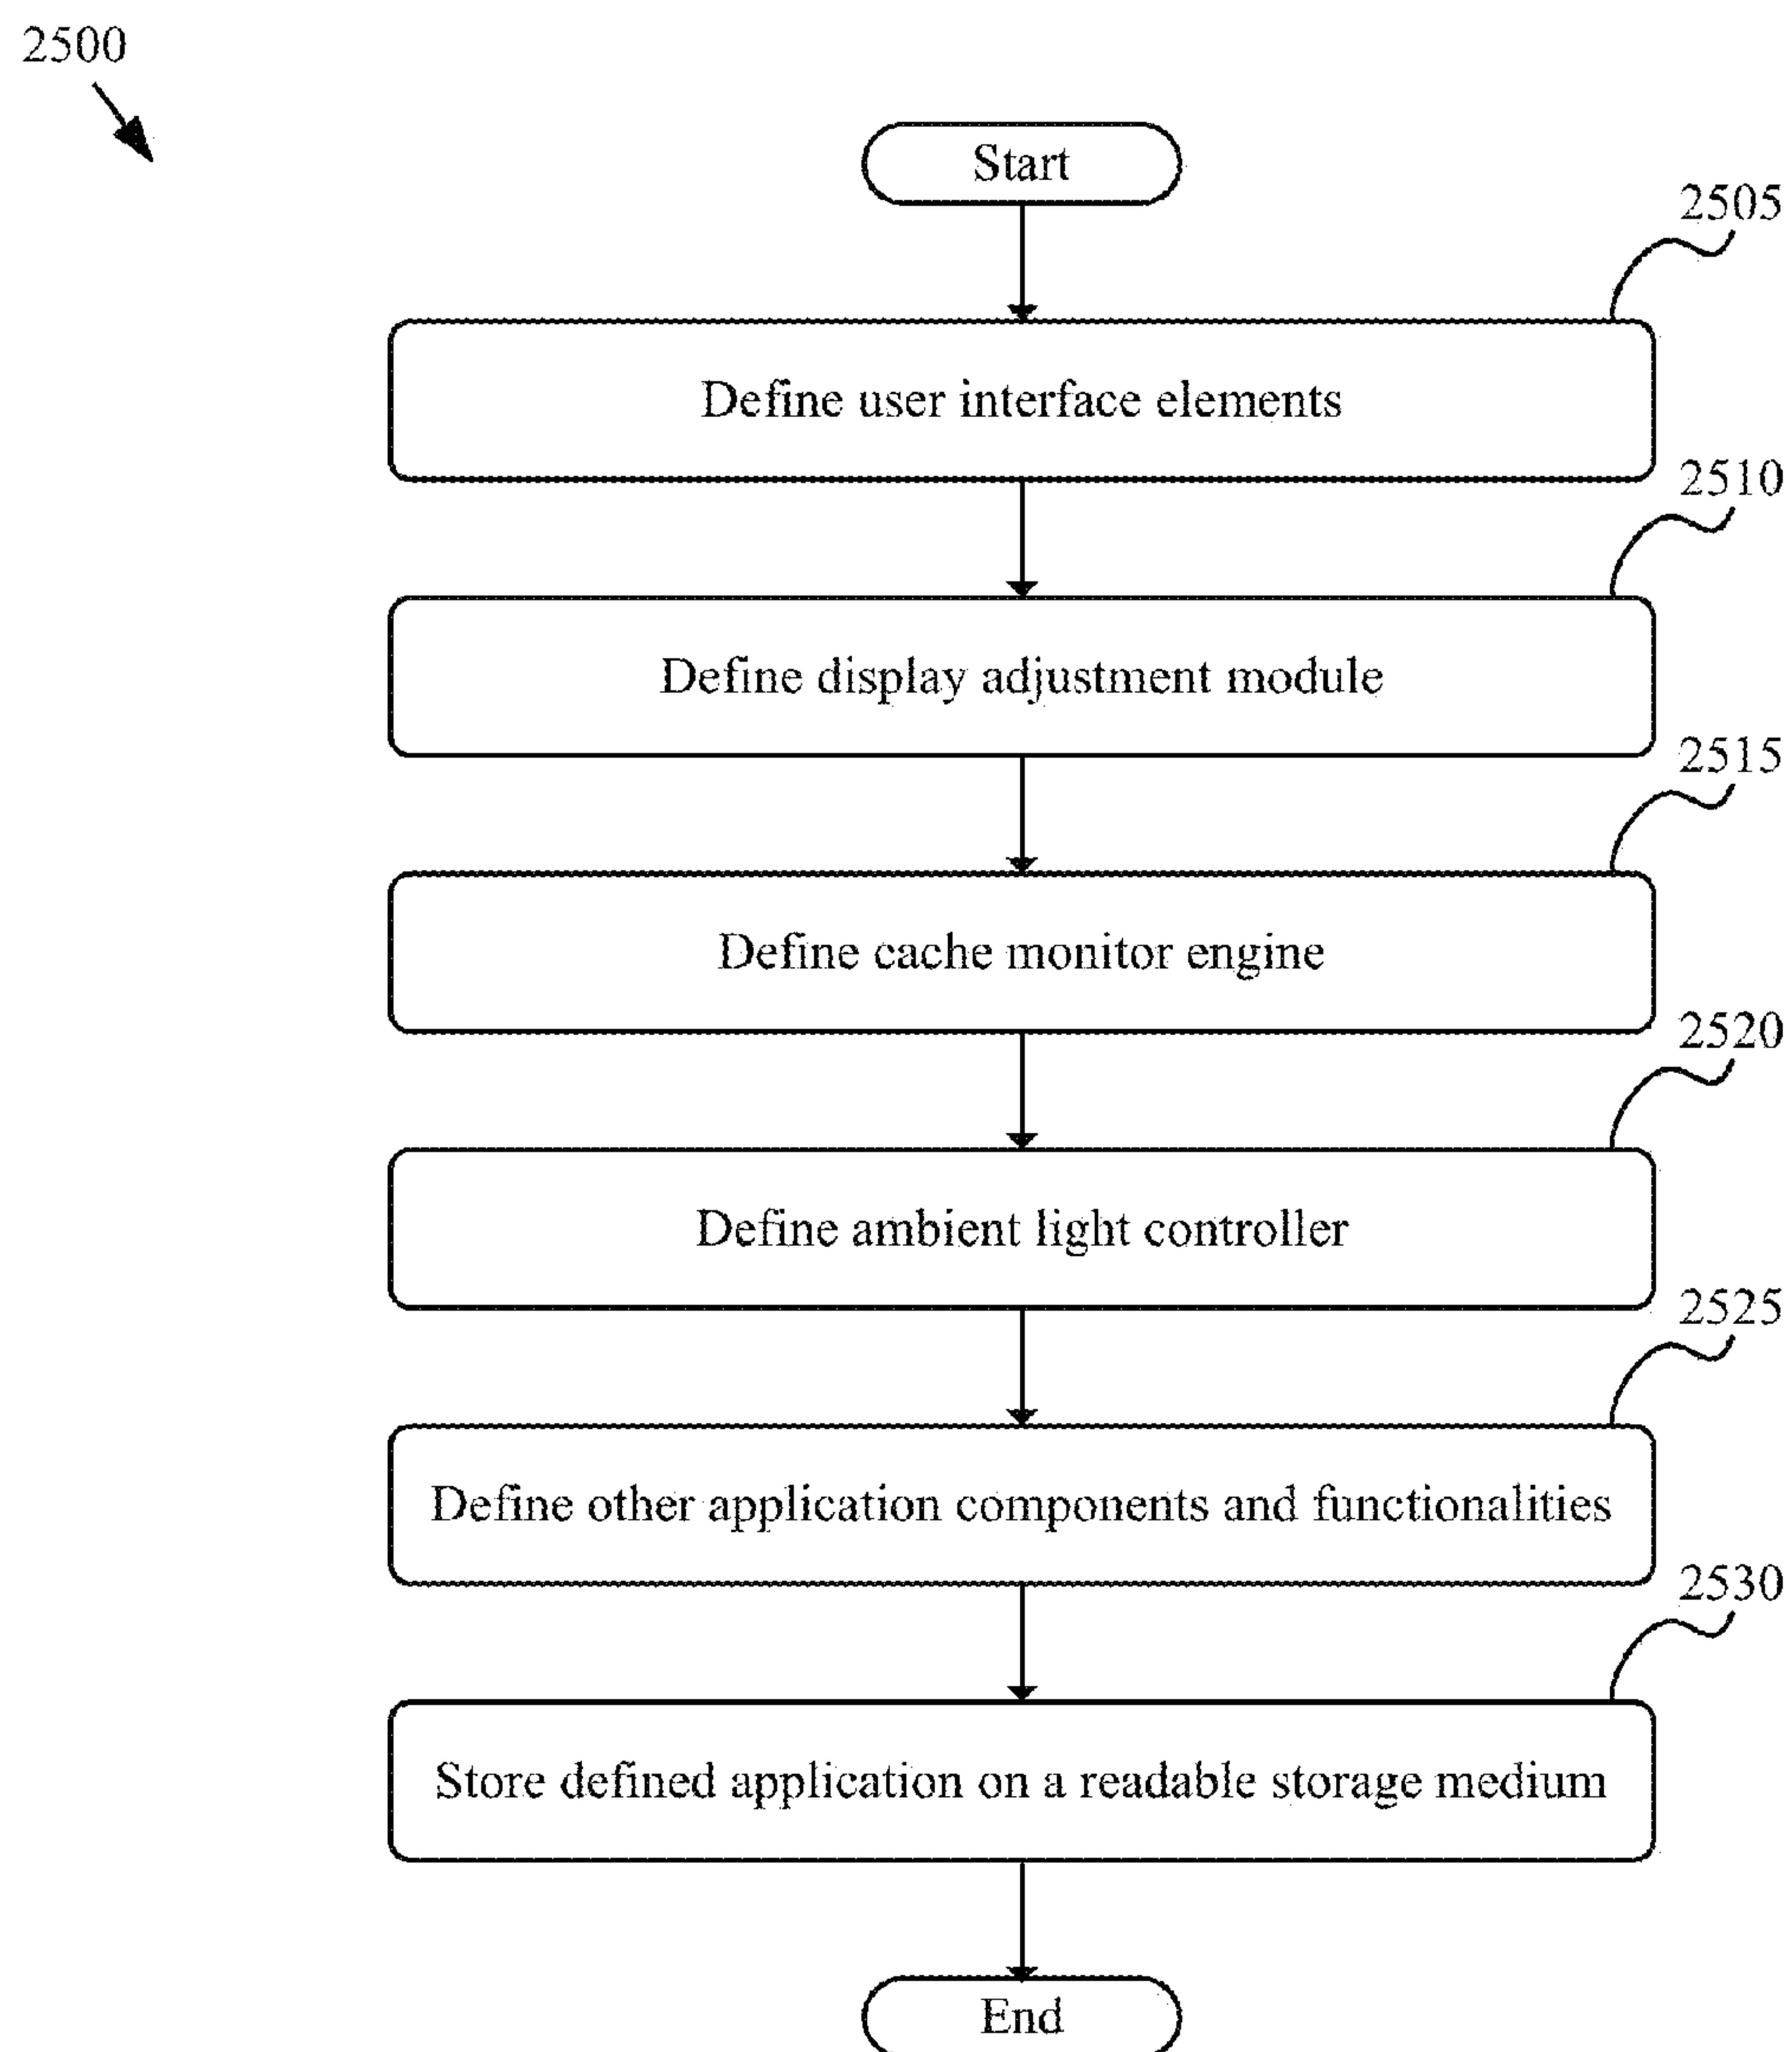 2500
Start
2505
Define user interface elements
2510
Define display adjustment module
2515
Define cache monitor engine
2520
Define ambient light controller
2525
Define other application components and functionalities
2530
Store defined application on a readable storage medium
End